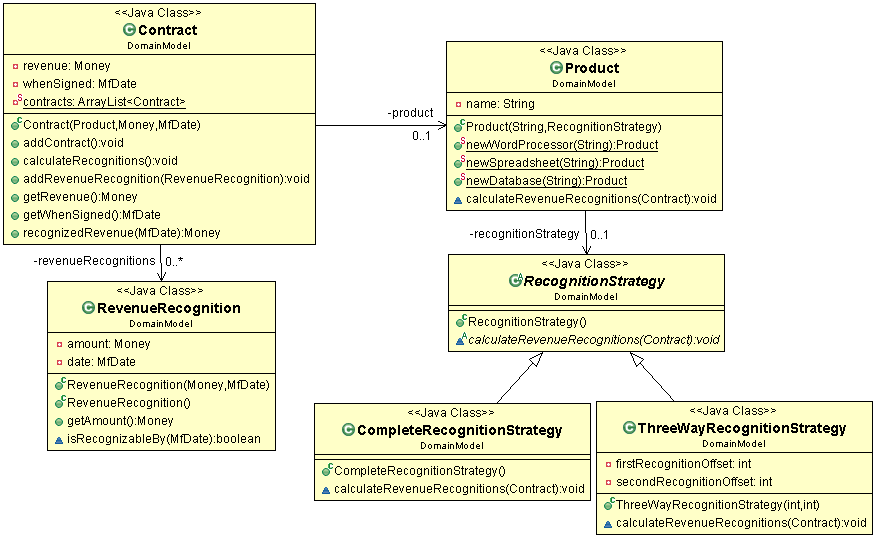 <<Java Class>>
Contract
DomainModel
revenue: Money
whenSigned: MfDate
contracts: ArrayList<Contract>
Contract(Product,Money,MfDate)
addContract():void
calculateRecognitions():void
addRevenueRecognition(RevenueRecognition):void
getRevenue():Money
getWhenSigned():MfDate
recognizedRevenue(MfDate):Money
-product
0..1
<<Java Class>>
Product
DomainModel
name: String
Product(String,RecognitionStrategy)
newWordProcessor(String):Product
newSpreadsheet(String):Product
newDatabase(String):Product
calculateRevenueRecognitions(Contract):void
-recognitionStrategy
0..1
-revenueRecognitions
0..*
<<Java Class>>
RevenueRecognition
DomainModel
amount: Money
date: MfDate
RevenueRecognition(Money,MfDate)
RevenueRecognition()
getAmount():Money
isRecognizableBy(MfDate):boolean
<<Java Class>>
RecognitionStrategy
DomainModel
RecognitionStrategy()
calculateRevenueRecognitions(Contract):void
<<Java Class>>
CompleteRecognitionStrategy
DomainModel
CompleteRecognitionStrategy()
calculateRevenueRecognitions(Contract):void
<<Java Class>>
ThreeWayRecognitionStrategy
DomainModel
firstRecognitionOffset: int
secondRecognitionOffset: int
ThreeWayRecognitionStrategy(int,int)
calculateRevenueRecognitions(Contract):void